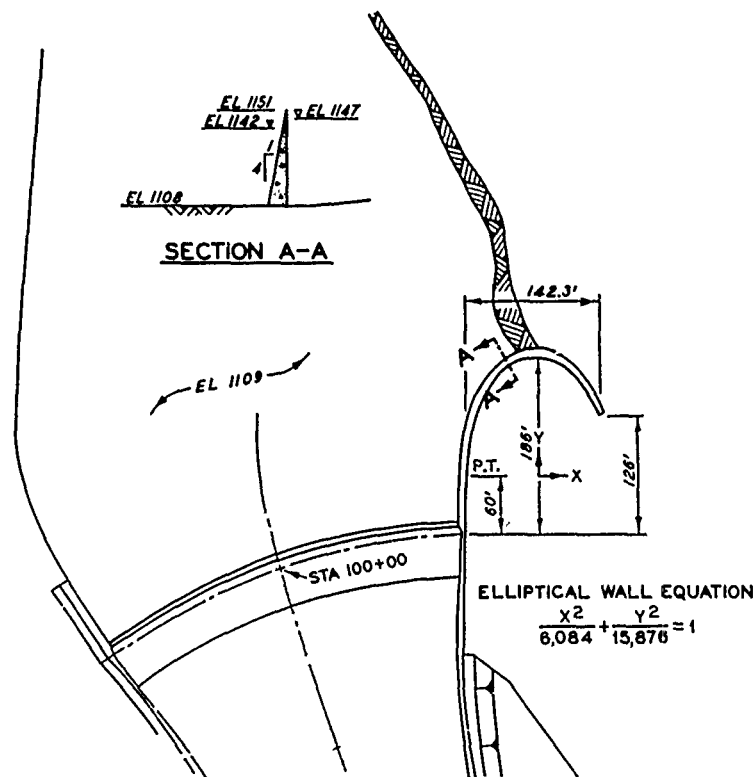 EL 1151
EL 1142
EL 1147
1
4
EL 1108
SECTION A-A
142.3'
A
A
EL 1109
186'
Y
X
P.T.
60'
126'
STA 100+00
ELLIPTICAL WALL EQUATION
X²/6,084 + Y²/15,876 = 1